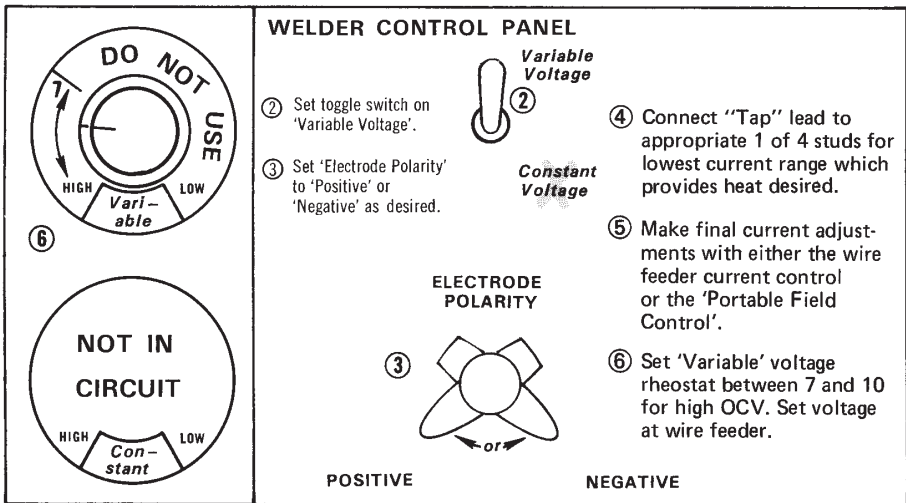 DO NOT USE
7
HIGH
LOW
Vari–
able
⑥
NOT IN
CIRCUIT
HIGH
LOW
Con–
stant
WELDER CONTROL PANEL
Variable
Voltage
②
② Set toggle switch on
'Variable Voltage'.
③ Set 'Electrode Polarity'
to 'Positive' or
'Negative' as desired.
Constant
Voltage
ELECTRODE
POLARITY
③
or
POSITIVE
NEGATIVE
④ Connect "Tap" lead to
appropriate 1 of 4 studs for
lowest current range which
provides heat desired.
⑤ Make final current adjust-
ments with either the wire
feeder current control
or the 'Portable Field
Control'.
⑥ Set 'Variable' voltage
rheostat between 7 and 10
for high OCV. Set voltage
at wire feeder.